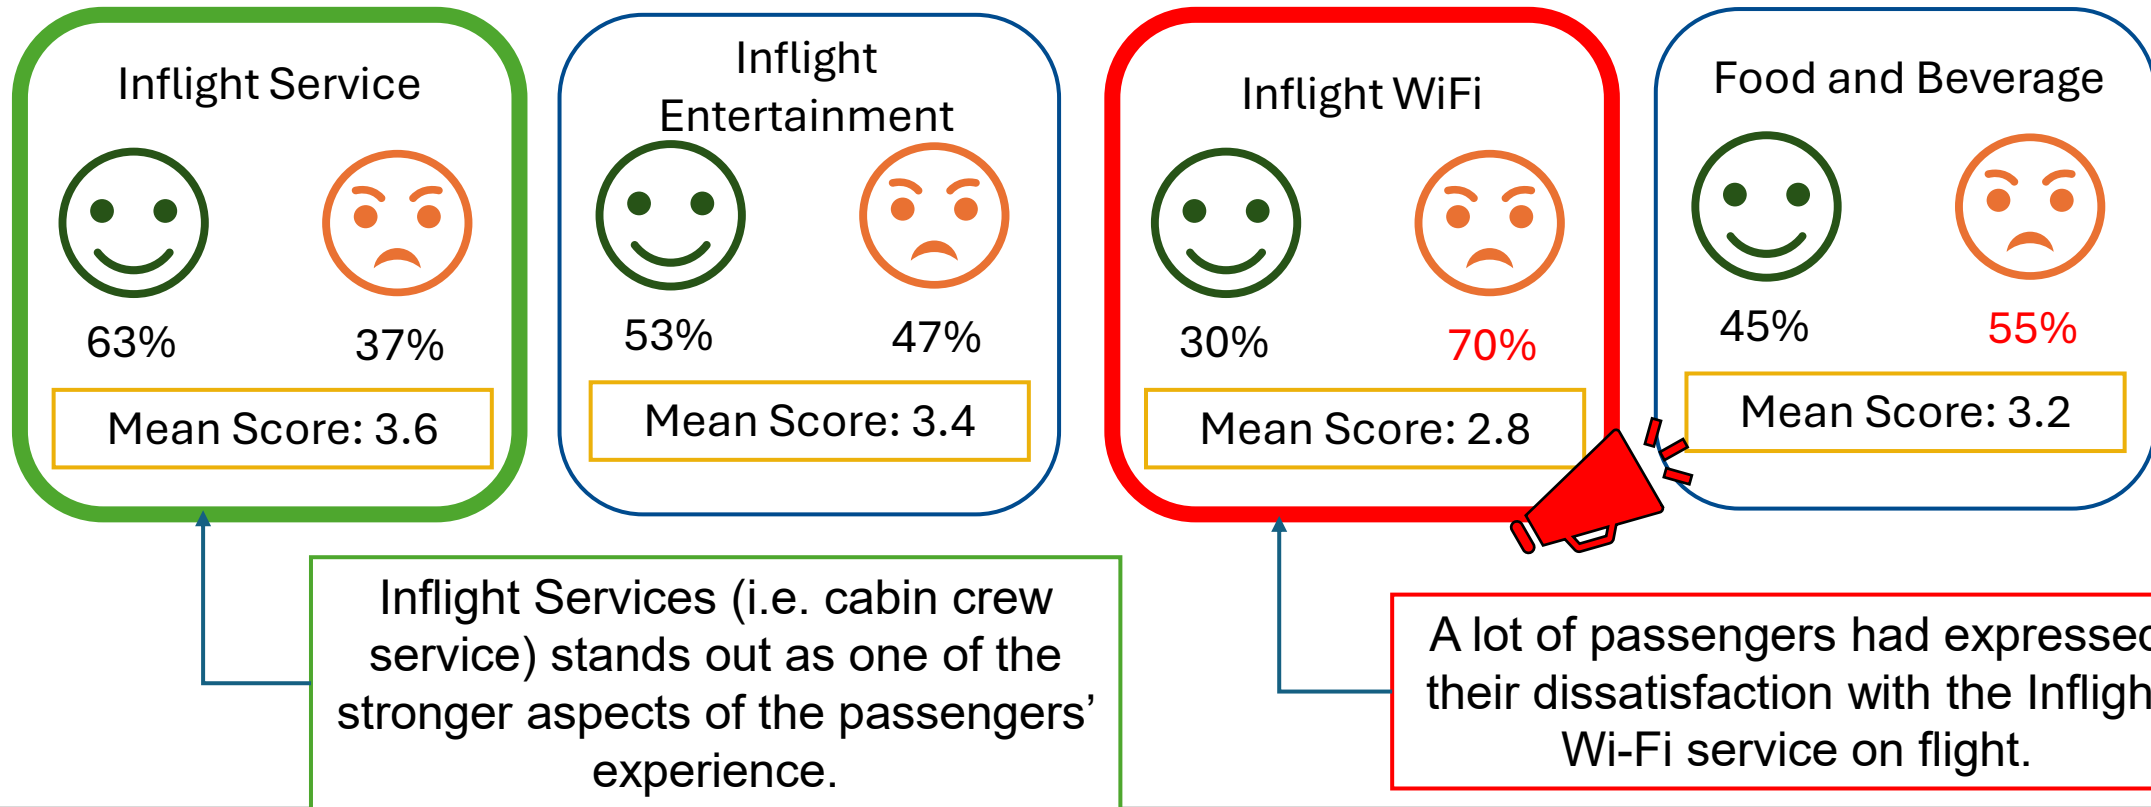 Inflight Service
63%
37%
Mean Score: 3.6
Inflight
Entertainment
53%
47%
Mean Score: 3.4
Inflight WiFi
30%
70%
Mean Score: 2.8
Food and Beverage
45%
55%
Mean Score: 3.2
Inflight Services (i.e. cabin crew
service) stands out as one of the
stronger aspects of the passengers’
experience.
A lot of passengers had expressed
their dissatisfaction with the Inflight
Wi-Fi service on flight.